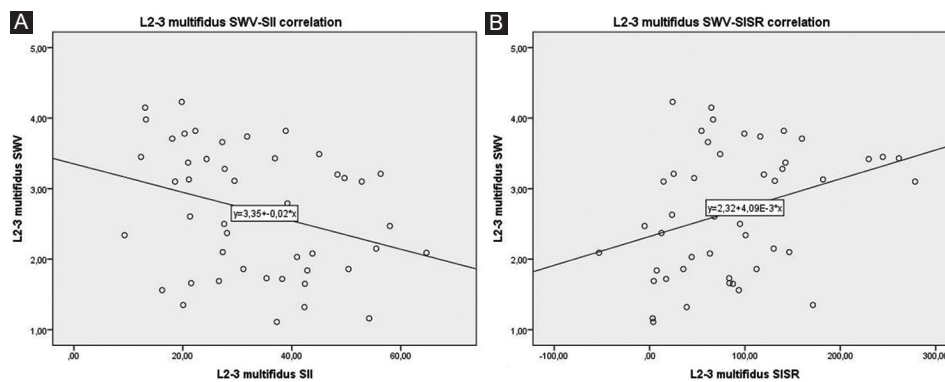 A
L2-3 multifidus SWV-SII correlation
L2-3 multifidus SWV
5,00
4,00
3,00
2,00
1,00
y=3,35+-0,02*x
,00
20,00
40,00
60,00
L2-3 multifidus SII
B
L2-3 multifidus SWV-SISR correlation
L2-3 multifidus SWV
5,00
4,00
3,00
2,00
1,00
y=2,32+4,09E-3*x
-100,00
,00
100,00
200,00
300,00
L2-3 multifidus SISR